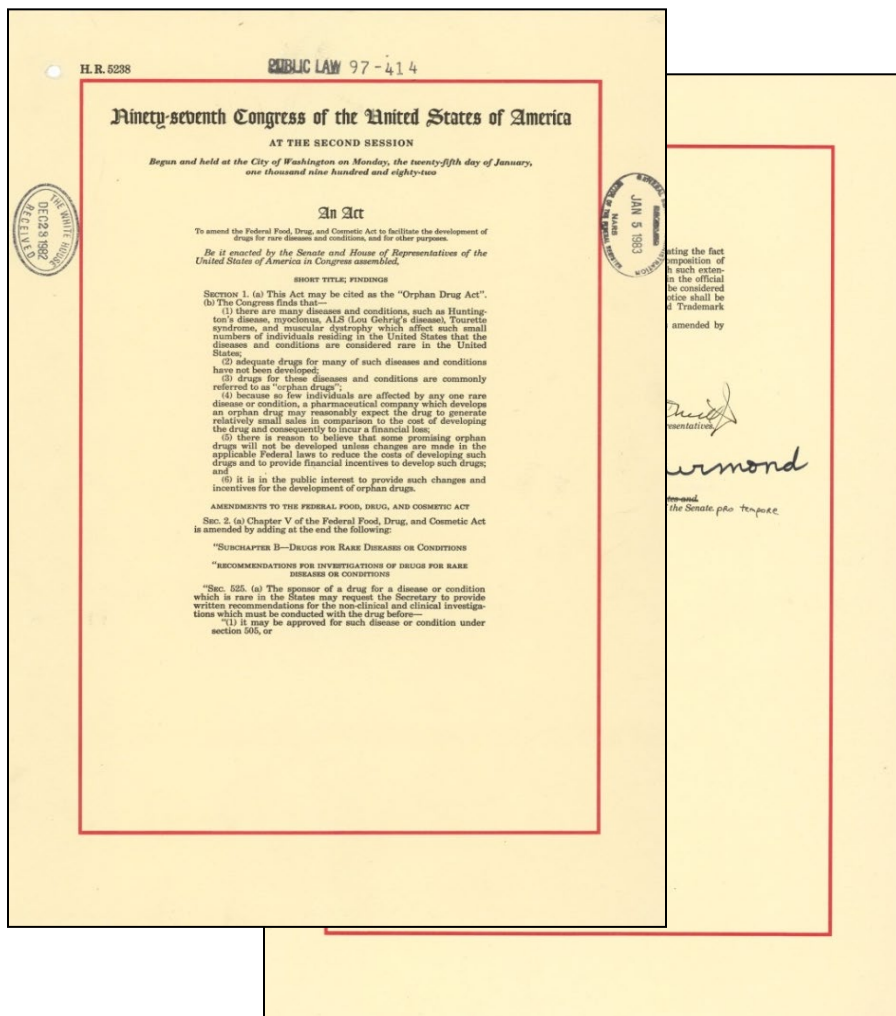 H. R. 5238
PUBLIC LAW 97-414
Ninety-seventh Congress of the United States of America
AT THE SECOND SESSION
Begun and held at the City of Washington on Monday, the twenty-fifth day of January,
one thousand nine hundred and eighty-two
An Act
To amend the Federal Food, Drug, and Cosmetic Act to facilitate the development of
drugs for rare diseases and conditions, and for other purposes.
Be it enacted by the Senate and House of Representatives of the
United States of America in Congress assembled,
SHORT TITLE; FINDINGS
SECTION 1. (a) This Act may be cited as the “Orphan Drug Act”.
(b) The Congress finds that—
(1) there are many diseases and conditions, such as Hunting-
ton's disease, myoclonus, ALS (Lou Gehrig's disease), Tourette
syndrome, and muscular dystrophy which affect such small
numbers of individuals residing in the United States that the
diseases and conditions are considered rare in the United
States;
(2) adequate drugs for many of such diseases and conditions
have not been developed;
(3) drugs for these diseases and conditions are commonly
referred to as “orphan drugs”;
(4) because so few individuals are affected by any one rare
disease or condition, a pharmaceutical company which develops
an orphan drug may reasonably expect the drug to generate
relatively small sales in comparison to the cost of developing
the drug and consequently to incur a financial loss;
(5) there is reason to believe that some promising orphan
drugs will not be developed unless changes are made in the
applicable Federal laws to reduce the costs of developing such
drugs and to provide financial incentives to develop such drugs;
and
(6) it is in the public interest to provide such changes and
incentives for the development of orphan drugs.
AMENDMENTS TO THE FEDERAL FOOD, DRUG, AND COSMETIC ACT
SEC. 2. (a) Chapter V of the Federal Food, Drug, and Cosmetic Act
is amended by adding at the end the following:
“SUBCHAPTER B—DRUGS FOR RARE DISEASES OR CONDITIONS
“RECOMMENDATIONS FOR INVESTIGATIONS OF DRUGS FOR RARE
DISEASES OR CONDITIONS
“SEC. 525. (a) The sponsor of a drug for a disease or condition
which is rare in the States may request the Secretary to provide
written recommendations for the non-clinical and clinical investiga-
tions which must be conducted with the drug before—
“(1) it may be approved for such disease or condition under
section 505, or
THE WHITE HOUSE
DEC 28 1982
RECEIVED
JAN 5 1983
NARS
ating the fact
mposition of
h such exten-
in the official
be considered
otice shall be
d Trademark
amended by
resentatives.
urmond
the Senate pro tempore